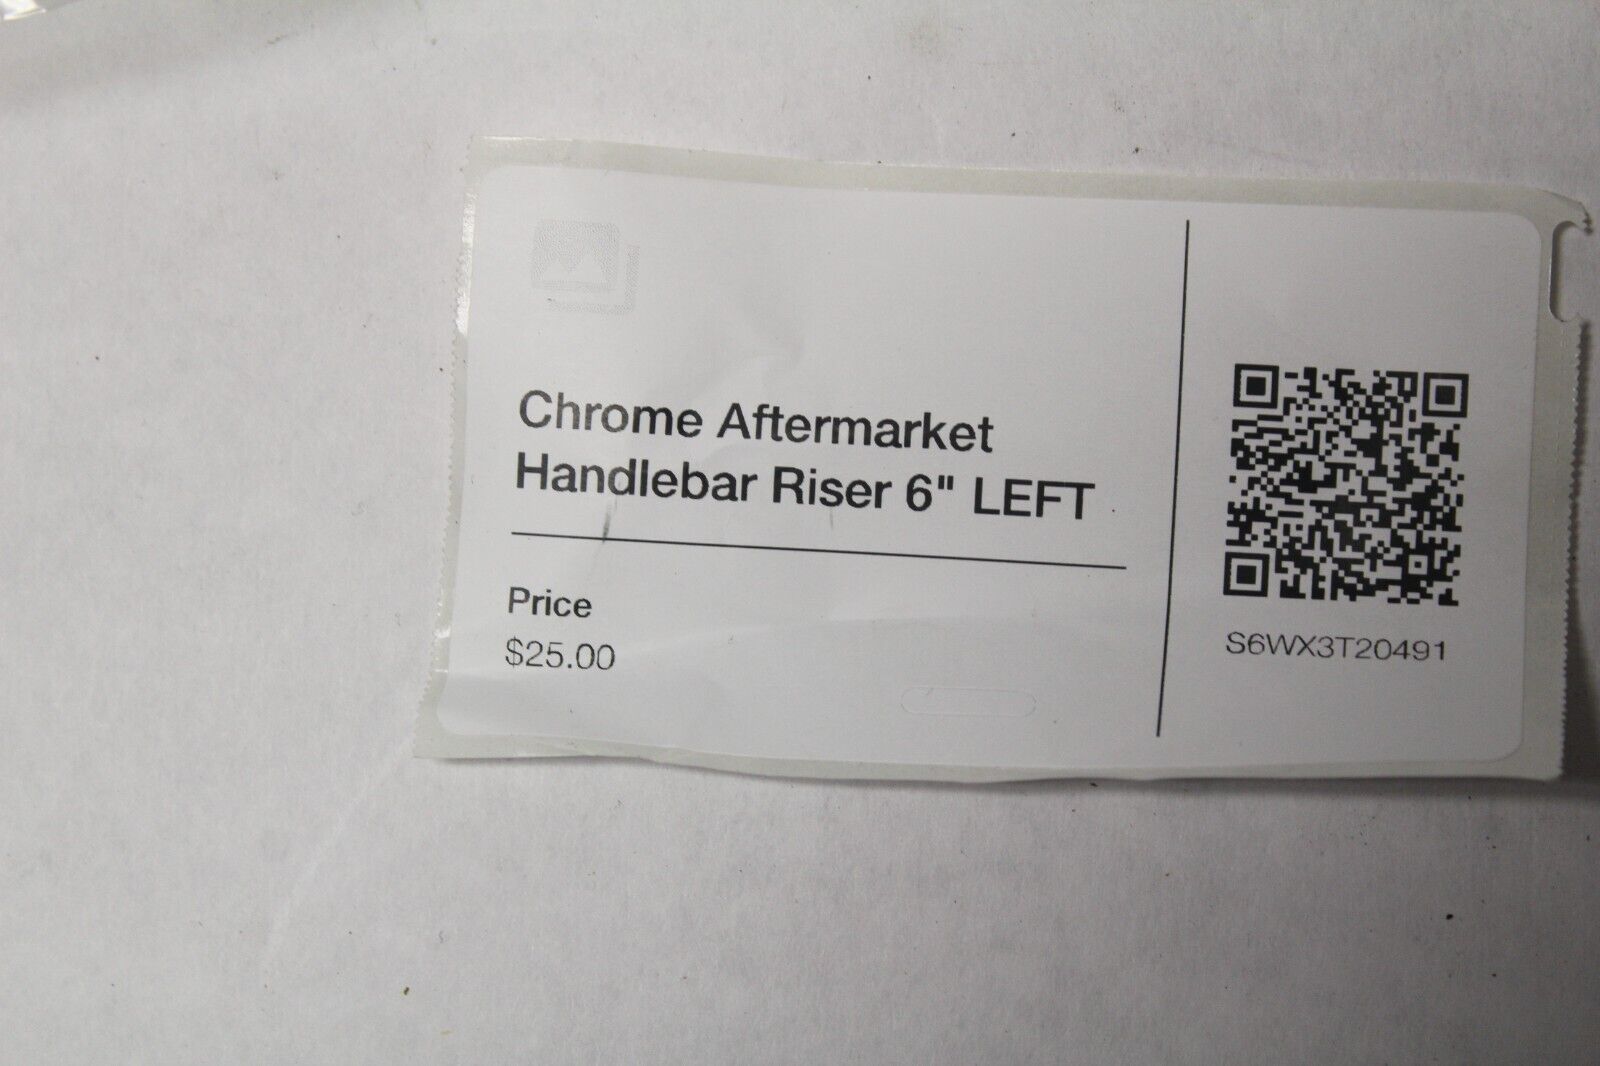 Chrome Aftermarket
Handlebar Riser 6" LEFT
Price
$25.00
S6WX3T20491